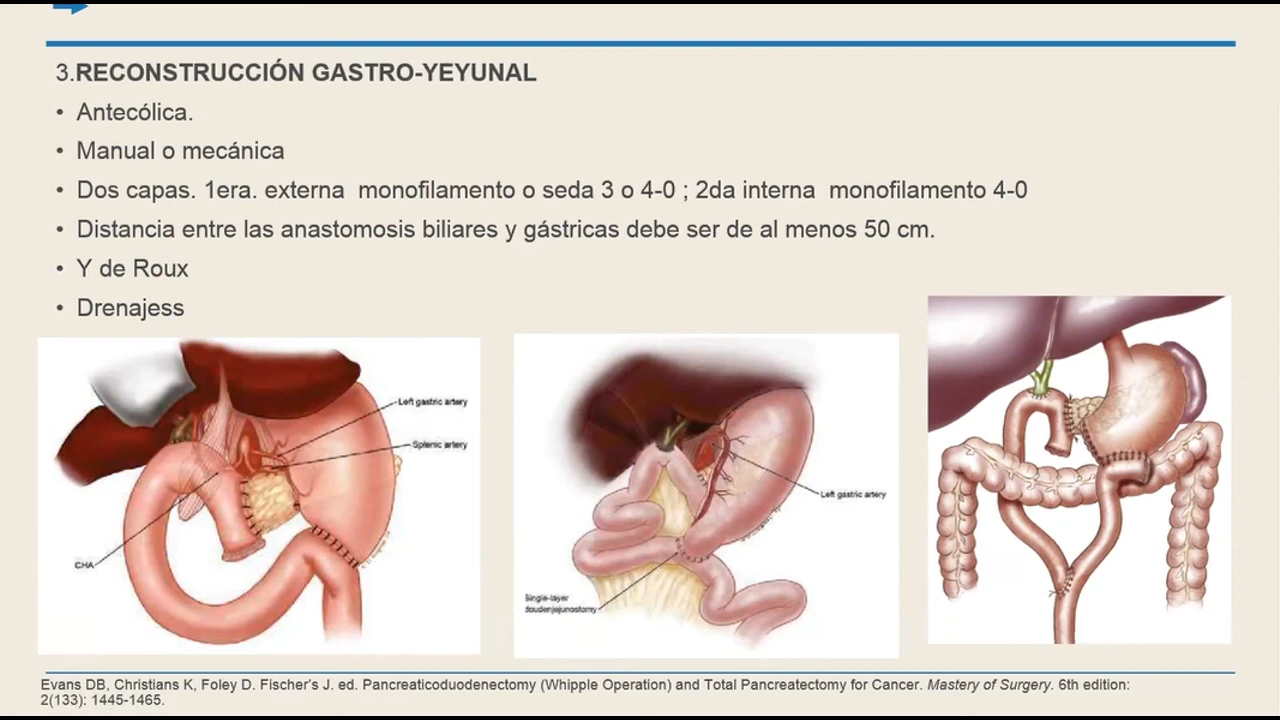 3.RECONSTRUCCIÓN GASTRO-YEYUNAL
• Antecólica.
• Manual o mecánica
• Dos capas. 1era. externa monofilamento o seda 3 o 4-0 ; 2da interna monofilamento 4-0
• Distancia entre las anastomosis biliares y gástricas debe ser de al menos 50 cm.
• Y de Roux
• Drenajess
Left gastric artery
Splenic artery
CHA
Left gastric artery
Single-layer
doudenjejunostomy
Evans DB, Christians K, Foley D. Fischer's J. ed. Pancreaticoduodenectomy (Whipple Operation) and Total Pancreatectomy for Cancer. Mastery of Surgery. 6th edition:
2(133): 1445-1465.